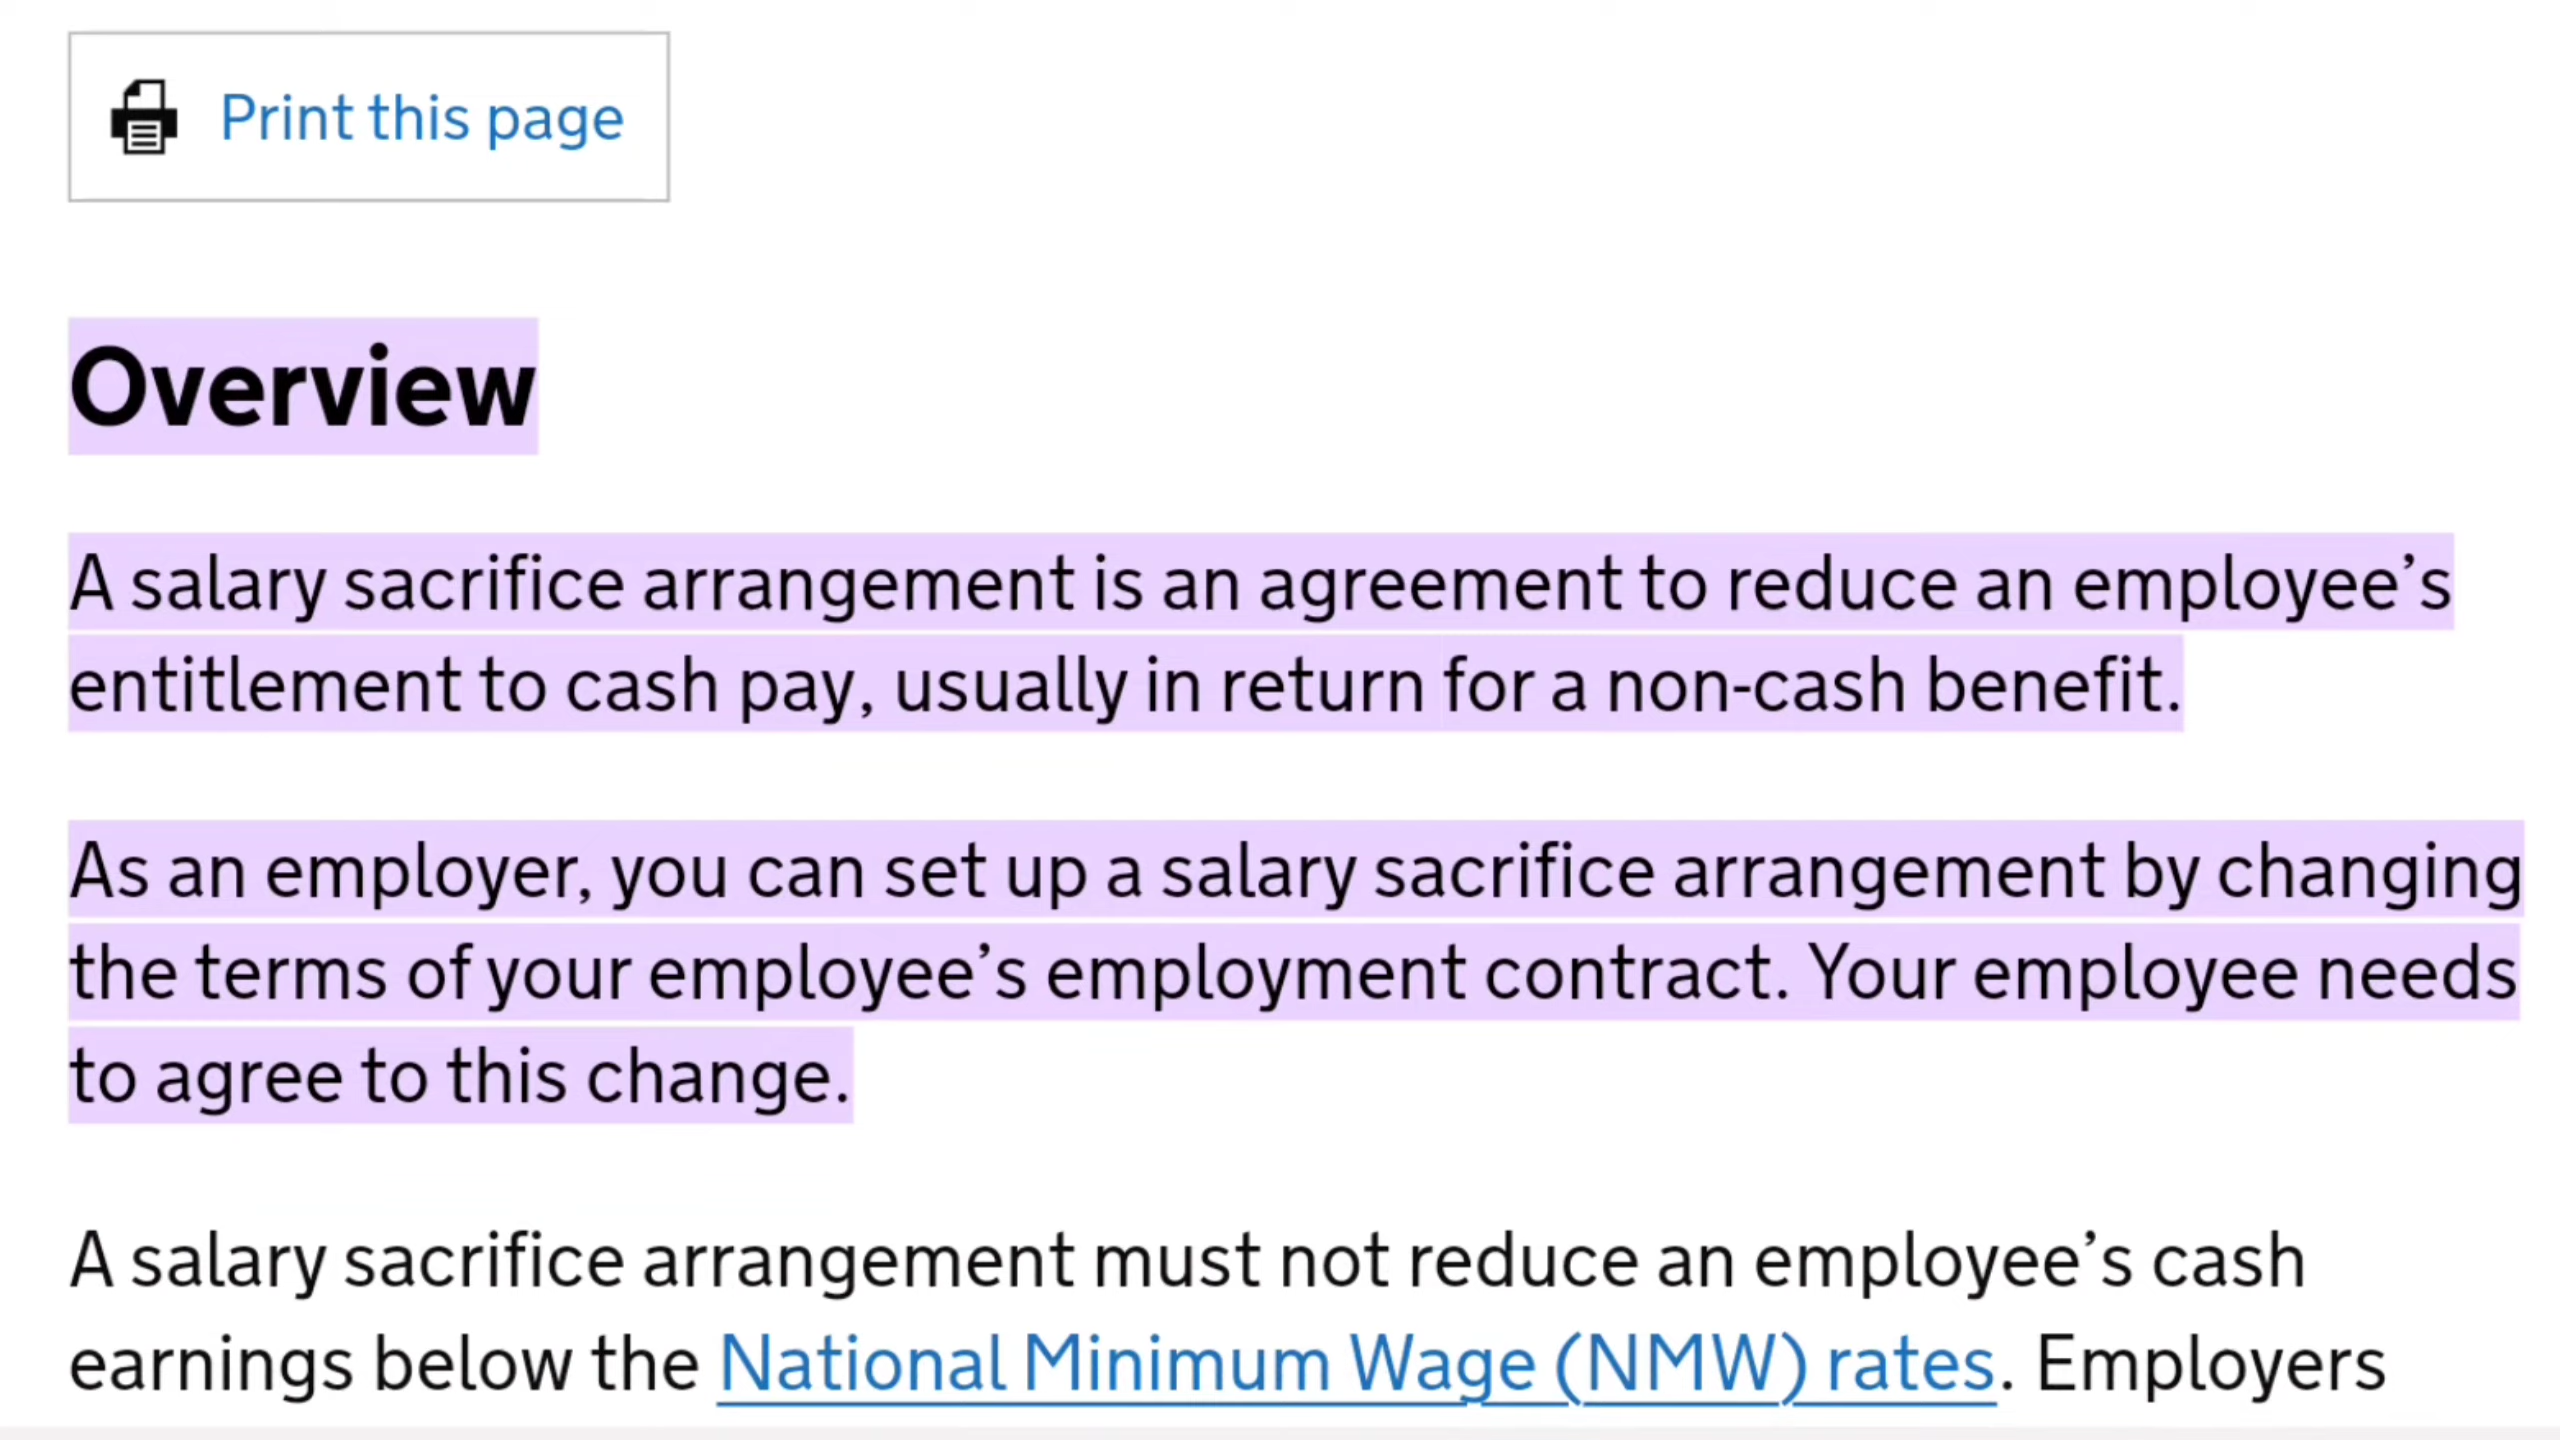 Print this page
Overview
A salary sacrifice arrangement is an agreement to reduce an employee’s
entitlement to cash pay, usually in return for a non-cash benefit.
As an employer, you can set up a salary sacrifice arrangement by changing
the terms of your employee’s employment contract. Your employee needs
to agree to this change.
A salary sacrifice arrangement must not reduce an employee’s cash
earnings below the National Minimum Wage (NMW) rates. Employers